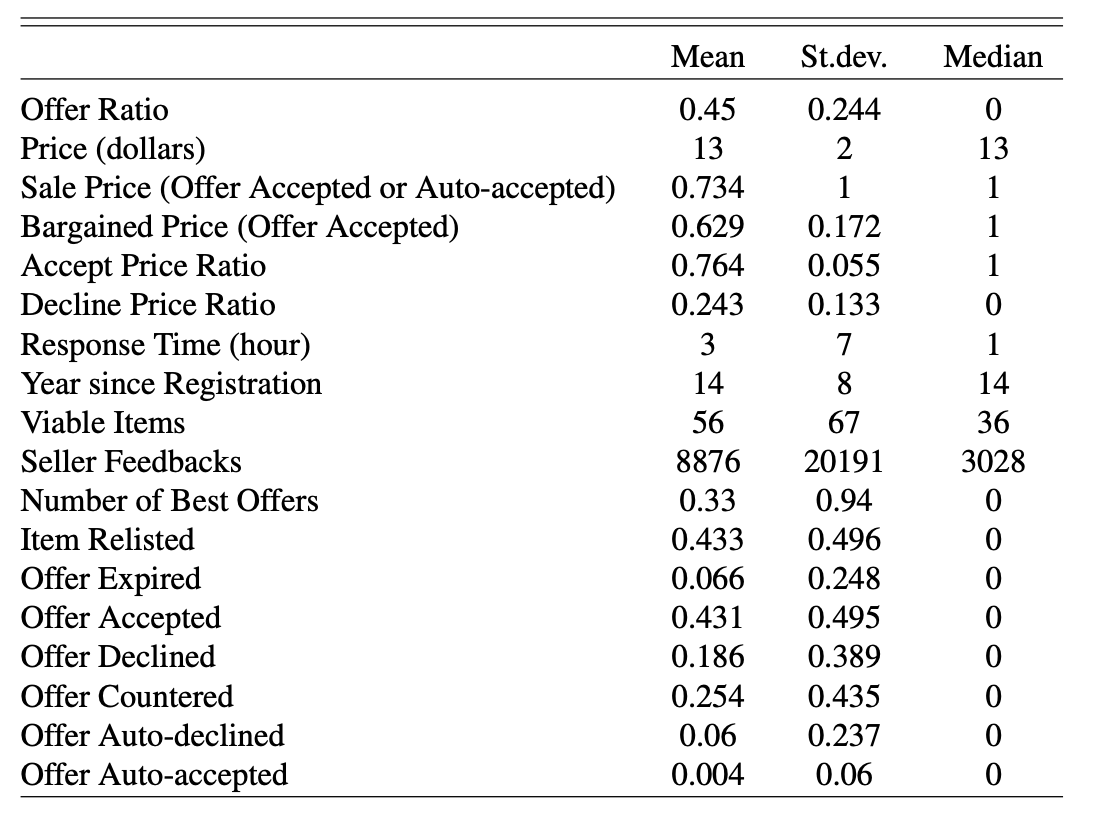 Mean St.dev. Median
Offer Ratio 0.45 0.244 0
Price (dollars) 13 2 13
Sale Price (Offer Accepted or Auto-accepted) 0.734 1 1
Bargained Price (Offer Accepted) 0.629 0.172 1
Accept Price Ratio 0.764 0.055 1
Decline Price Ratio 0.243 0.133 0
Response Time (hour) 3 7 1
Year since Registration 14 8 14
Viable Items 56 67 36
Seller Feedbacks 8876 20191 3028
Number of Best Offers 0.33 0.94 0
Item Relisted 0.433 0.496 0
Offer Expired 0.066 0.248 0
Offer Accepted 0.431 0.495 0
Offer Declined 0.186 0.389 0
Offer Countered 0.254 0.435 0
Offer Auto-declined 0.06 0.237 0
Offer Auto-accepted 0.004 0.06 0